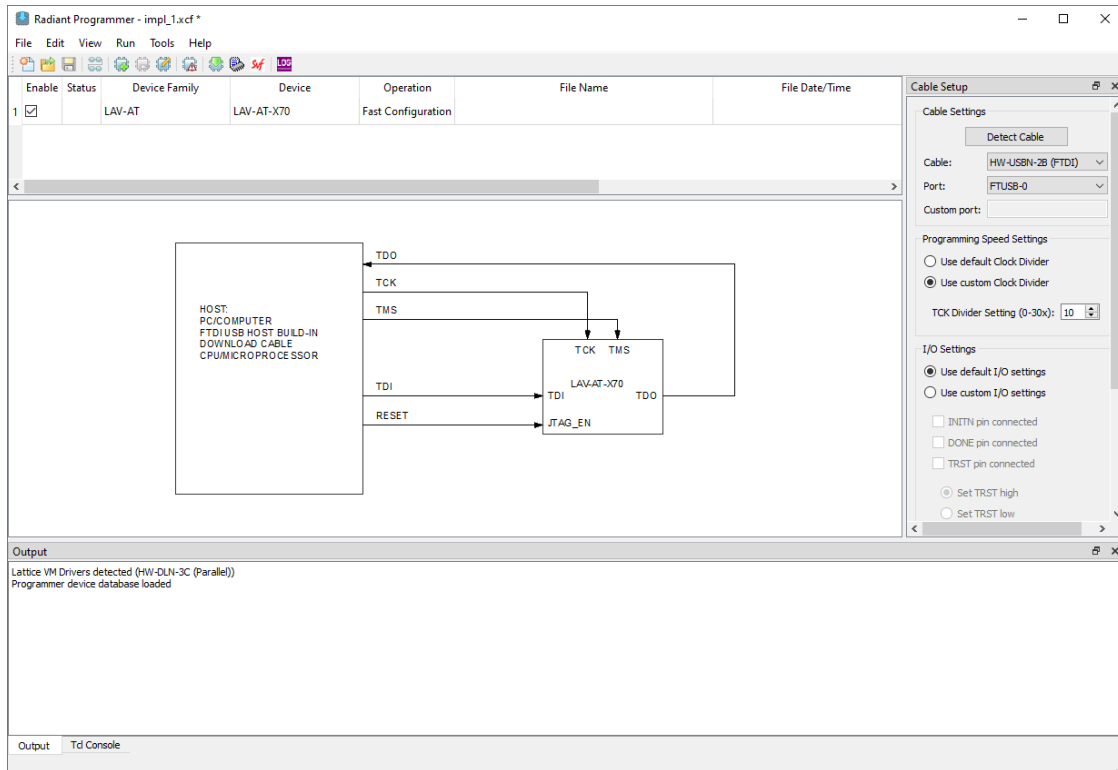 Radiant Programmer - impl_1.xcf *
File Edit View Run Tools Help
svf LOG
Enable Status Device Family Device Operation File Name File Date/Time
1 LAV-AT LAV-AT-X70 Fast Configuration
Cable Setup
Cable Settings
Detect Cable
Cable: HW-USBN-2B (FTDI)
Port: FTUSB-0
Custom port:
Programming Speed Settings
Use default Clock Divider
Use custom Clock Divider
TCK Divider Setting (0-30x): 10
I/O Settings
Use default I/O settings
Use custom I/O settings
INITN pin connected
DONE pin connected
TRST pin connected
Set TRST high
Set TRST low
HOST:
PC/COMPUTER
FTDI USB HOST BUILD-IN
DOWNLOAD CABLE
CPU/MICROPROCESSOR
TDO
TCK
TMS
TDI
RESET
TCK TMS
LAV-AT-X70
TDI TDO
JTAG_EN
Output
Lattice VM Drivers detected (HW-DLN-3C (Parallel))
Programmer device database loaded
Output Tcl Console